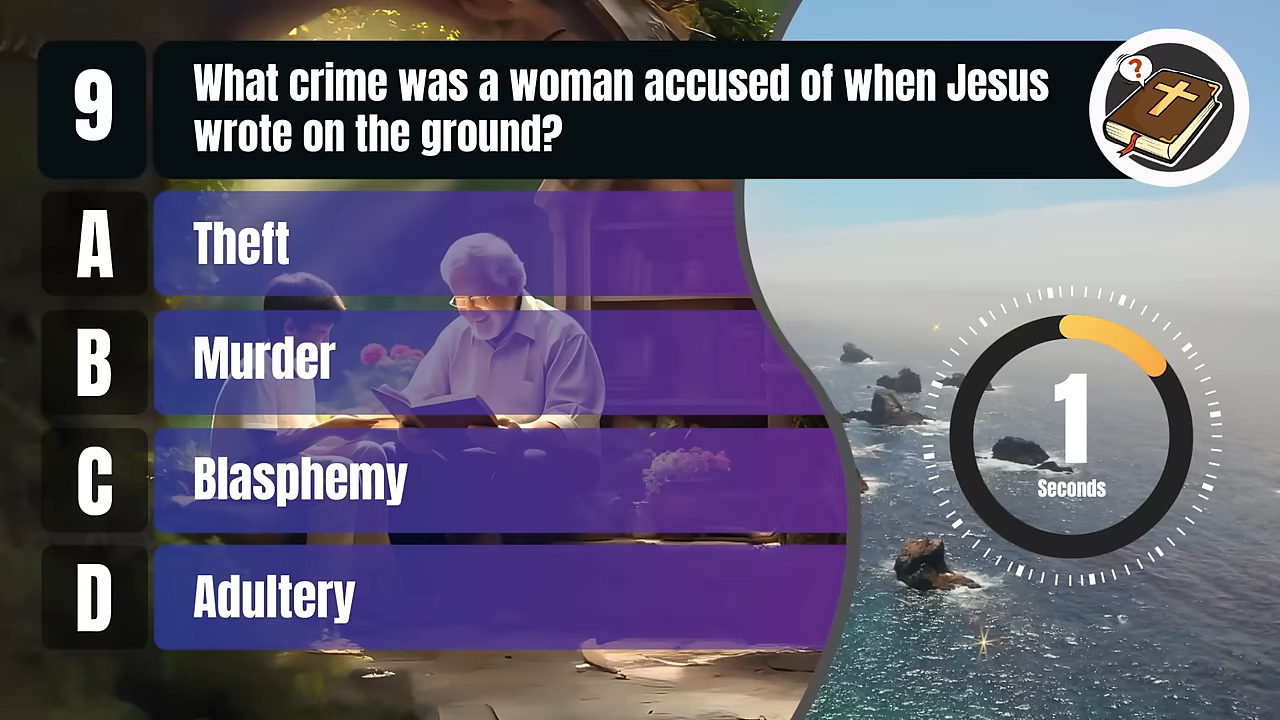 9
What crime was a woman accused of when Jesus
wrote on the ground?
?
A
Theft
B
Murder
C
Blasphemy
D
Adultery
1
Seconds